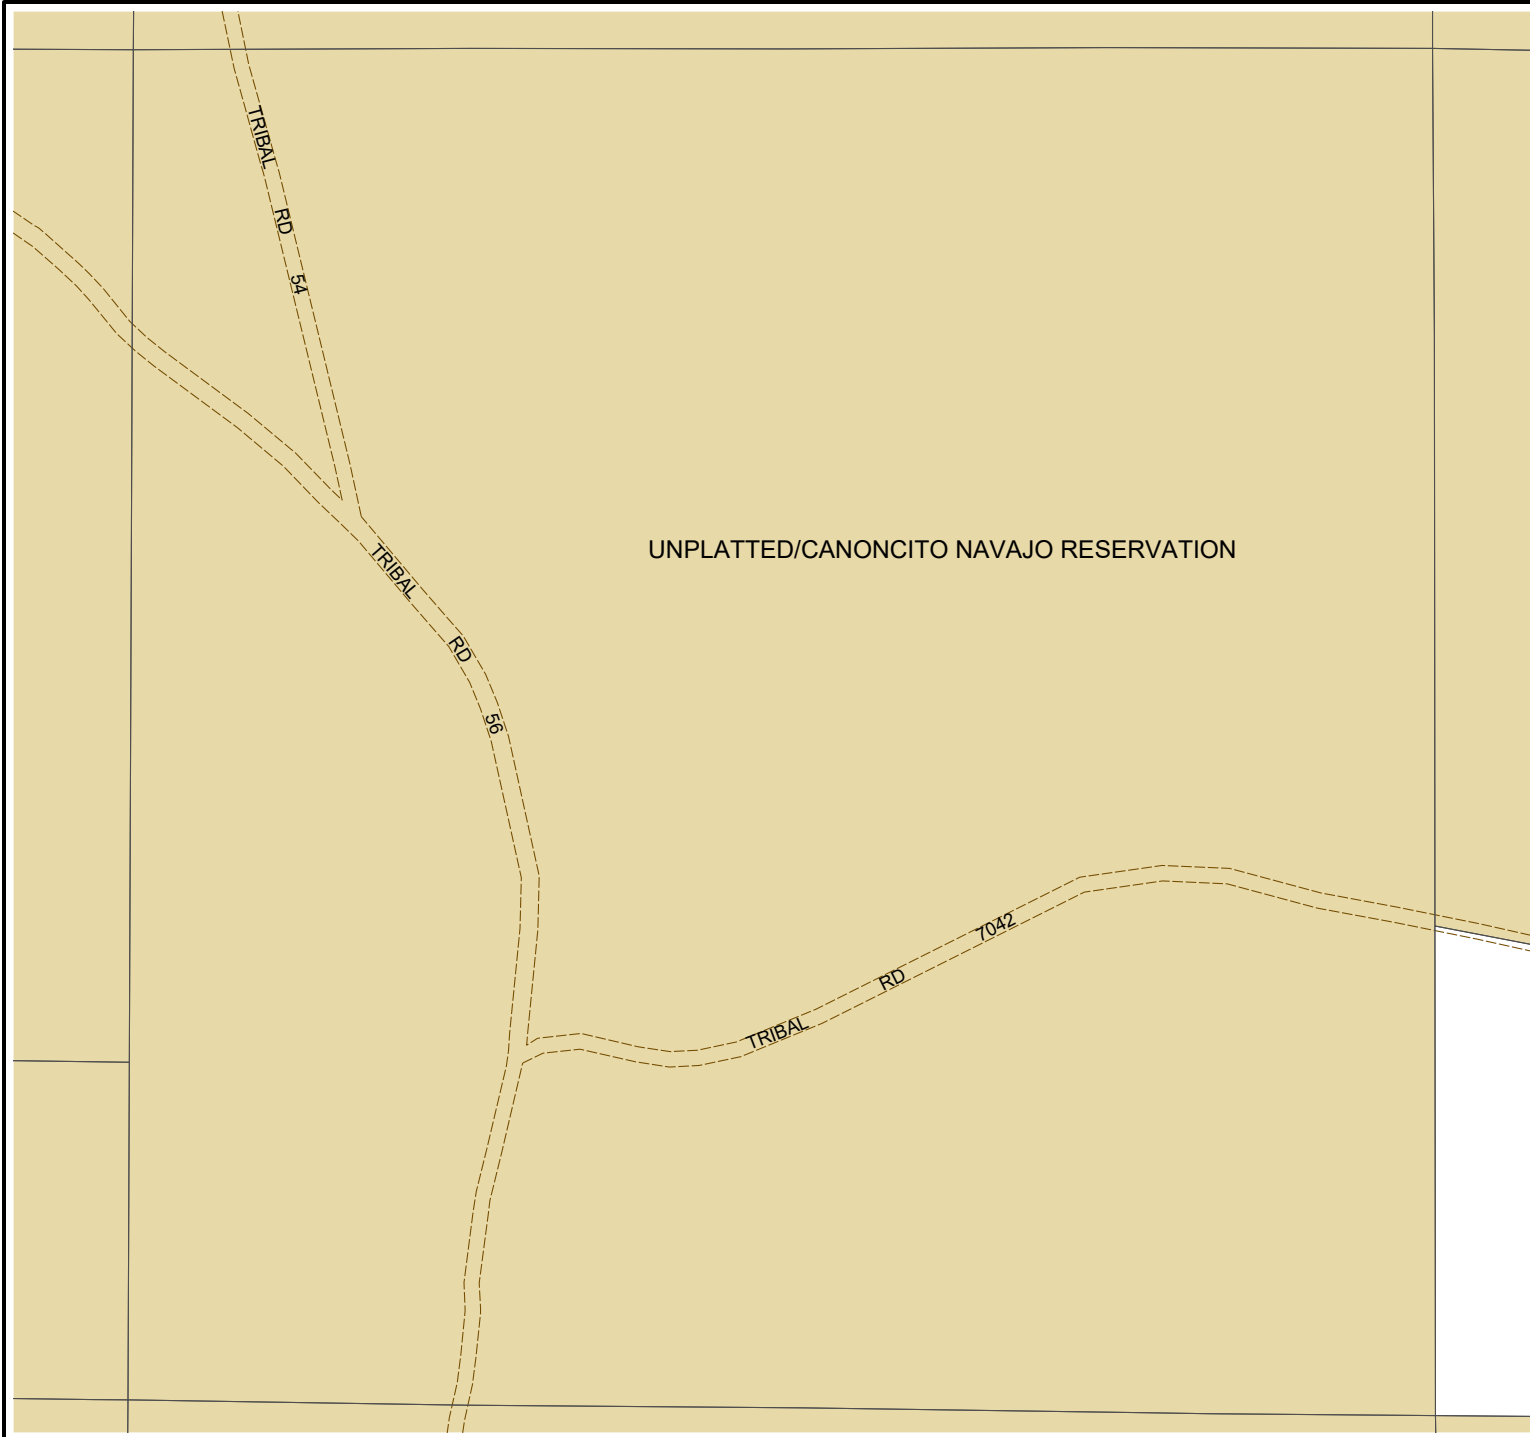 TRIBAL RD 54
UNPLATTED/CANONCITO NAVAJO RESERVATION
TRIBAL RD 56
TRIBAL RD 7042